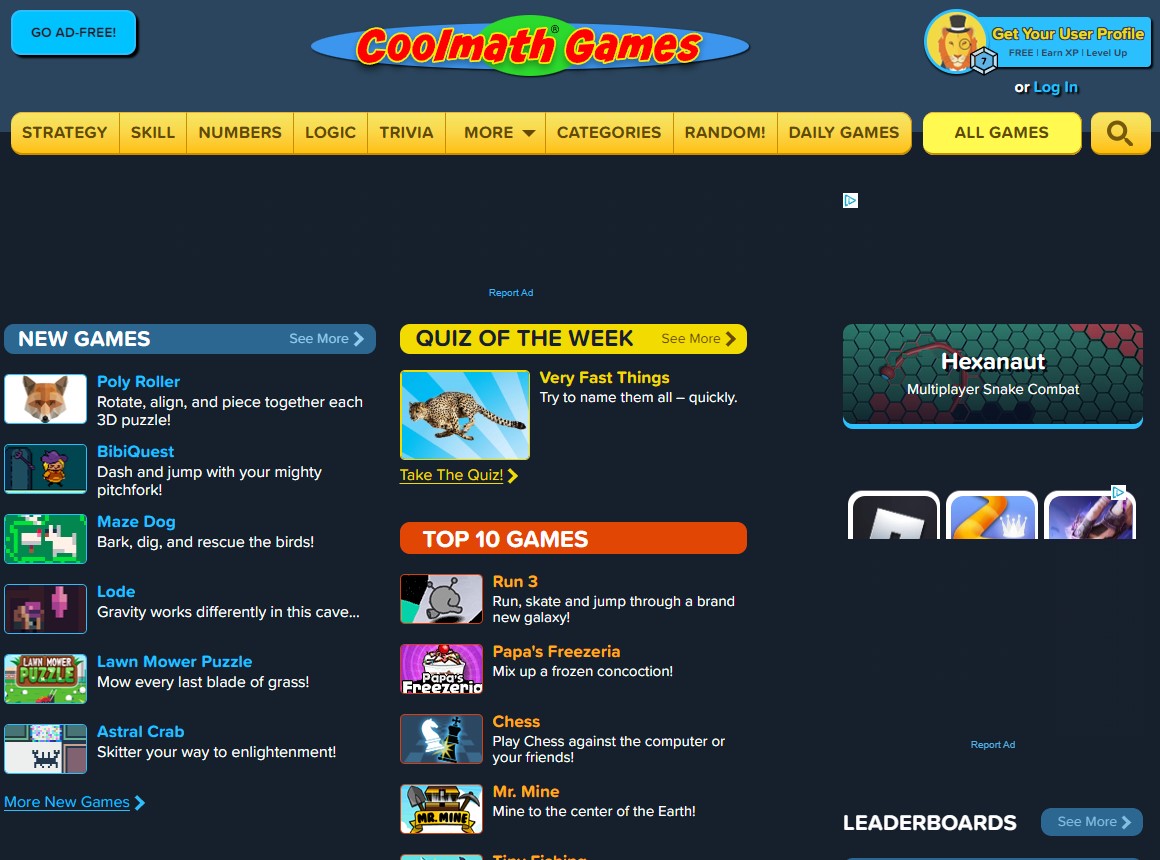 GO AD-FREE!
Coolmath Games
®
Get Your User Profile
FREE | Earn XP | Level Up
7
or Log In
STRATEGY
SKILL
NUMBERS
LOGIC
TRIVIA
MORE
CATEGORIES
RANDOM!
DAILY GAMES
ALL GAMES
Report Ad
NEW GAMES
See More
Poly Roller
Rotate, align, and piece together each
3D puzzle!
BibiQuest
Dash and jump with your mighty
pitchfork!
Maze Dog
Bark, dig, and rescue the birds!
Lode
Gravity works differently in this cave...
LAWN MOWER
PUZZLE
Lawn Mower Puzzle
Mow every last blade of grass!
Astral Crab
Skitter your way to enlightenment!
More New Games
QUIZ OF THE WEEK
See More
Very Fast Things
Try to name them all – quickly.
Take The Quiz!
TOP 10 GAMES
Run 3
Run, skate and jump through a brand
new galaxy!
Papa's
Freezeria
Papa's Freezeria
Mix up a frozen concoction!
Chess
Play Chess against the computer or
your friends!
MR. MINE
Mr. Mine
Mine to the center of the Earth!
Tiny Fishing
Hexanaut
Multiplayer Snake Combat
Report Ad
LEADERBOARDS
See More